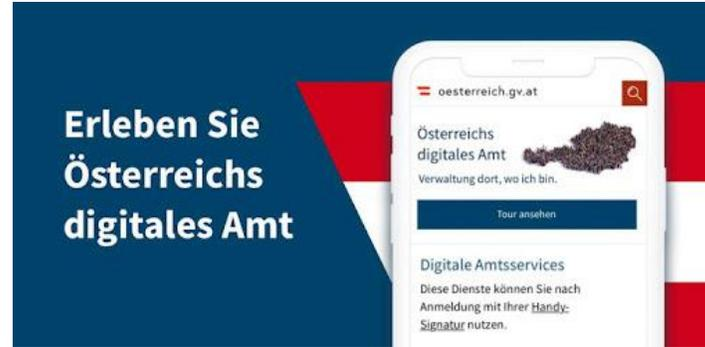 Erleben Sie
Österreichs
digitales Amt
oesterreich.gv.at
Österreichs
digitales Amt
Verwaltung dort, wo ich bin.
Tour ansehen
Digitale Amtsservices
Diese Dienste können Sie nach
Anmeldung mit Ihrer Handy-
Signatur nutzen.